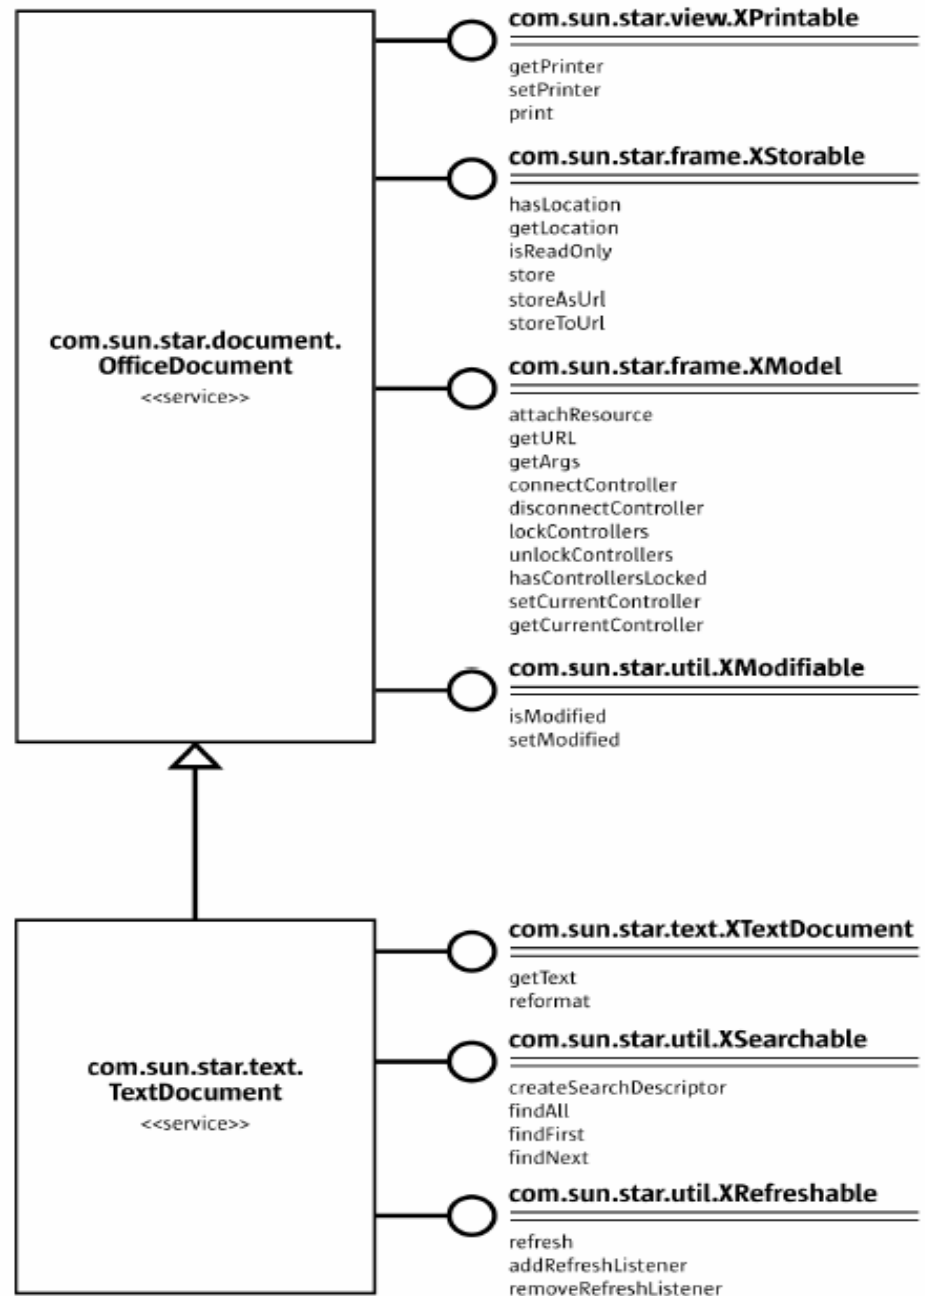 com.sun.star.view.XPrintable
getPrinter
setPrinter
print
com.sun.star.frame.XStorable
hasLocation
getLocation
isReadOnly
store
storeAsUrl
storeToUrl
com.sun.star.document.
OfficeDocument
<<service>>
com.sun.star.frame.XModel
attachResource
getURL
getArgs
connectController
disconnectController
lockControllers
unlockControllers
hasControllersLocked
setCurrentController
getCurrentController
com.sun.star.util.XModifiable
isModified
setModified
com.sun.star.text.XTextDocument
getText
reformat
com.sun.star.text.
TextDocument
<<service>>
com.sun.star.util.XSearchable
createSearchDescriptor
findAll
findFirst
findNext
com.sun.star.util.XRefreshable
refresh
addRefreshListener
removeRefreshListener